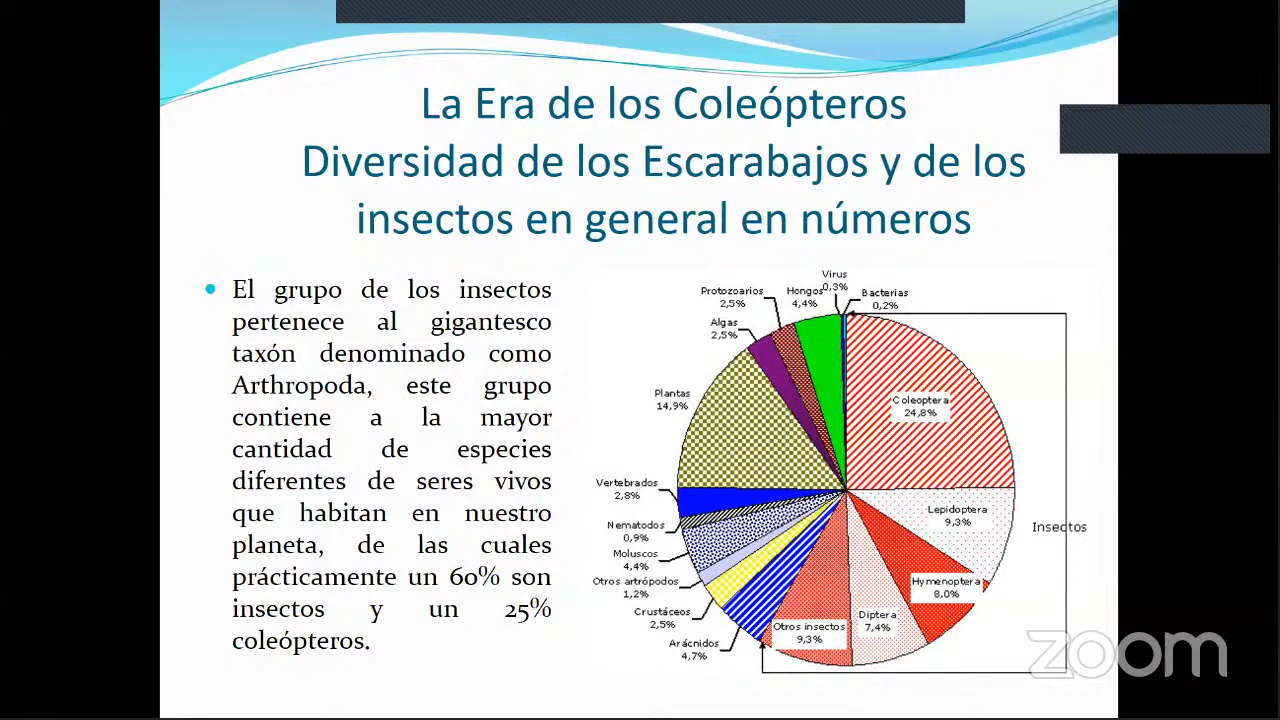 La Era de los Coleópteros
Diversidad de los Escarabajos y de los
insectos en general en números
El grupo de los insectos
pertenece al gigantesco
taxón denominado como
Arthropoda, este grupo
contiene a la mayor
cantidad de especies
diferentes de seres vivos
que habitan en nuestro
planeta, de las cuales
prácticamente un 60% son
insectos y un 25%
coleópteros.
Virus
0,3%
Bacterias
0,2%
Hongos
4,4%
Protozoarios
2,5%
Algas
2,5%
Plantas
14,9%
Vertebrados
2,8%
Nematodos
0,9%
Moluscos
4,4%
Otros artrópodos
1,2%
Crustáceos
2,5%
Arácnidos
4,7%
Otros insectos
9,3%
Diptera
7,4%
Hymenoptera
8,0%
Lepidoptera
9,3%
Coleoptera
24,8%
Insectos
zoom